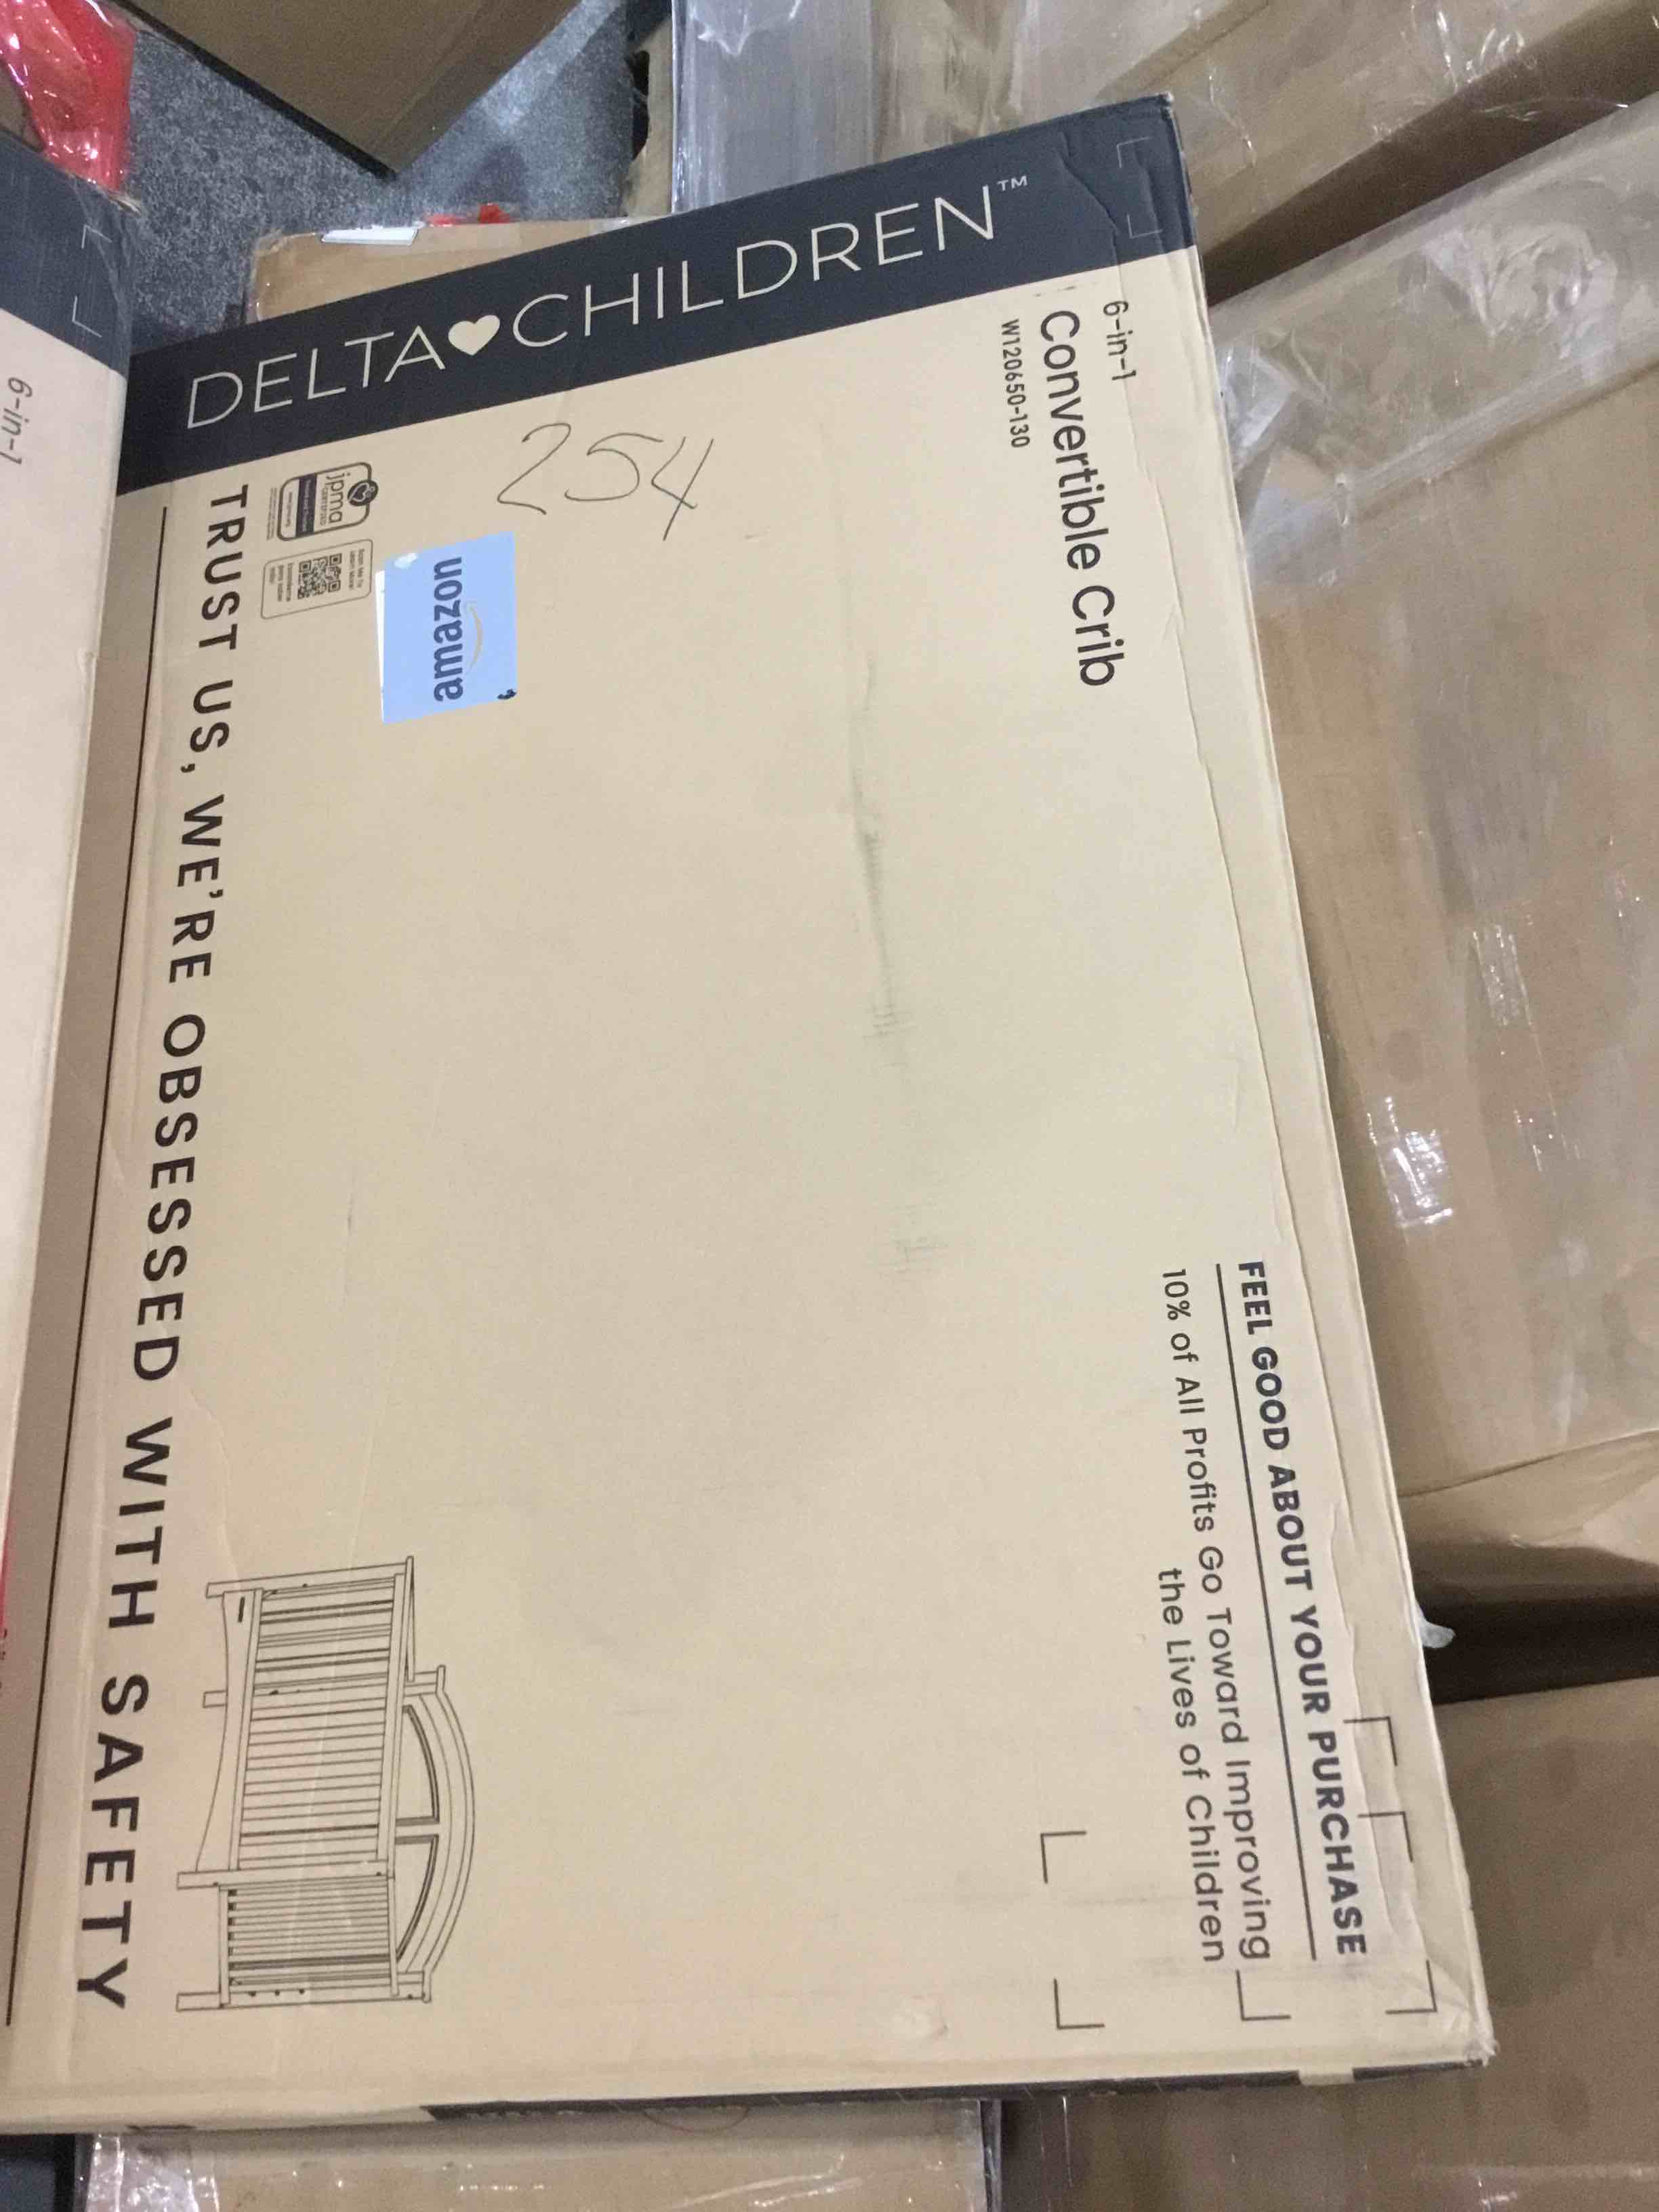 DELTA CHILDREN™
6-in-1
Convertible Crib
W120650-130
254
jpma
amazon
TRUST US, WE'RE OBSESSED WITH SAFETY
FEEL GOOD ABOUT YOUR PURCHASE
10% of All Profits Go Toward Improving
the Lives of Children
6-in-1